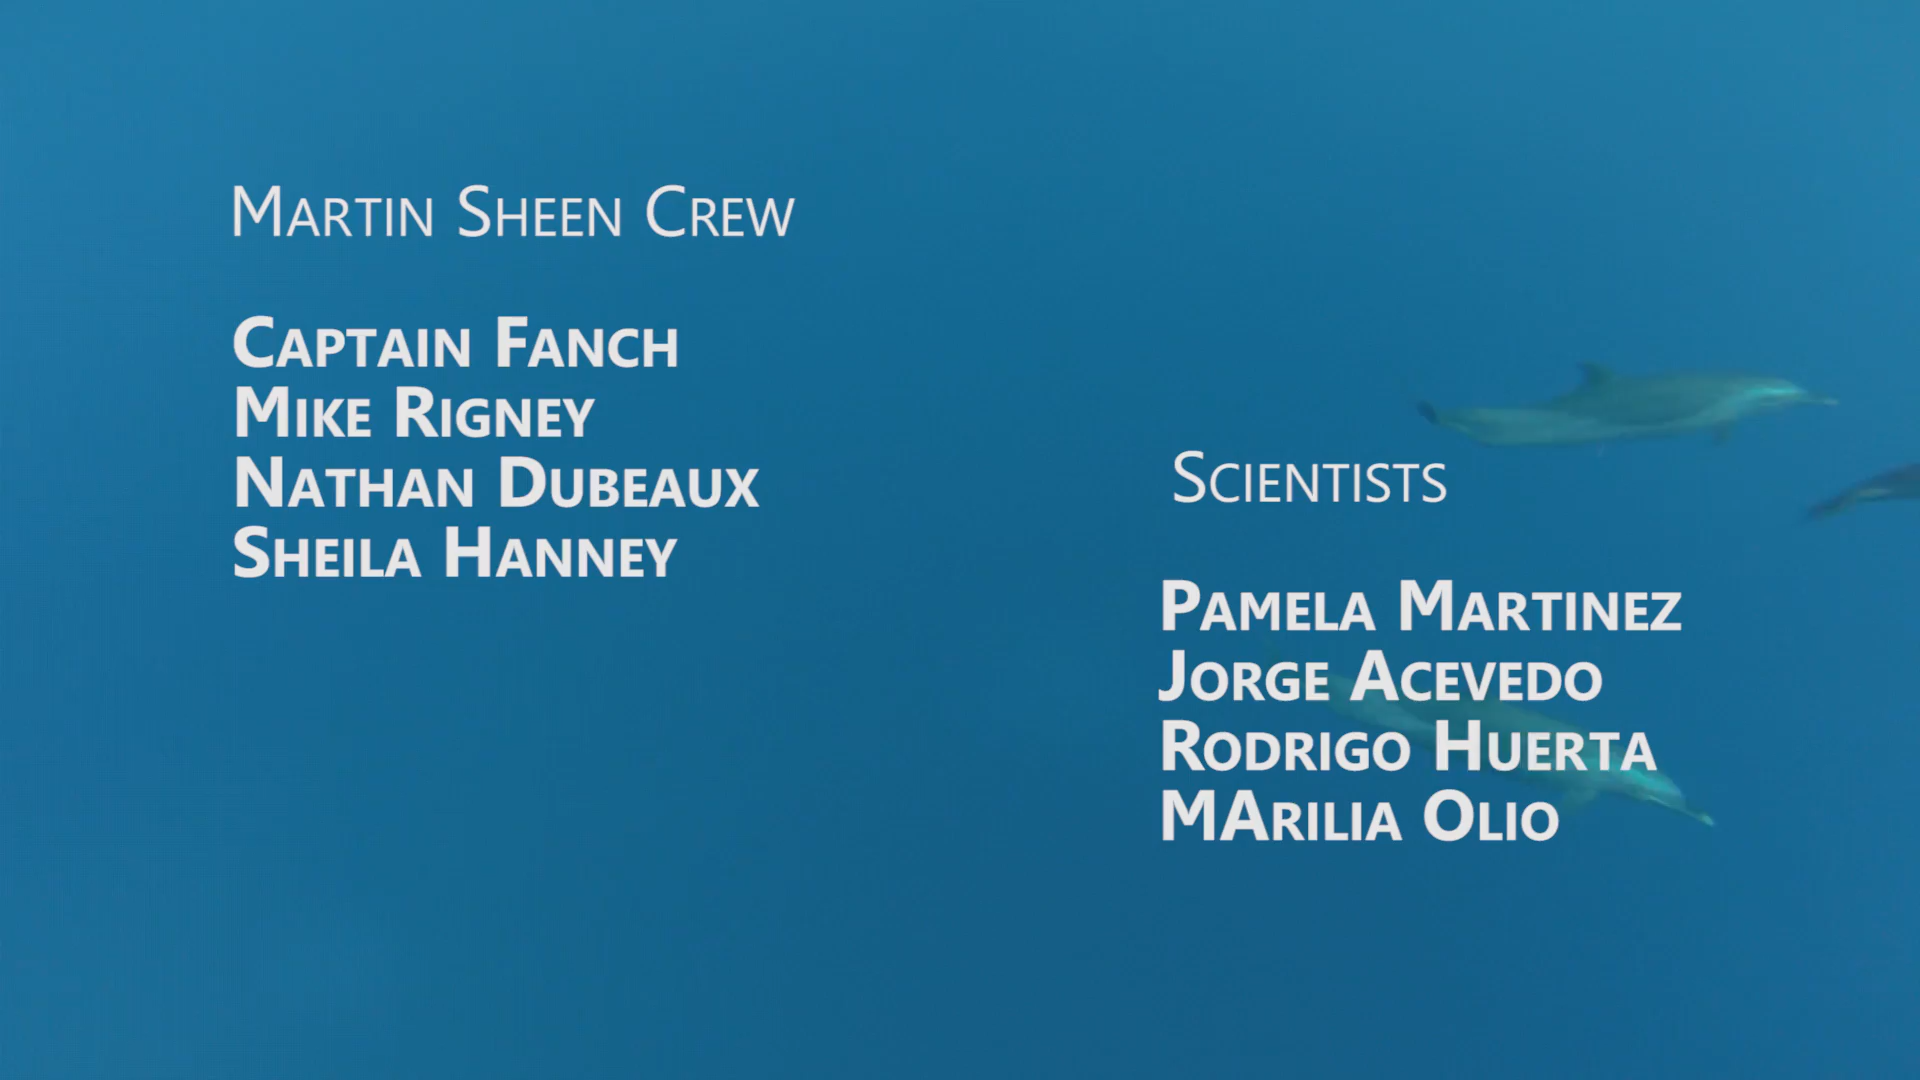 Martin Sheen Crew
Captain Fanch
Mike Rigney
Nathan Dubeaux
Sheila Hanney
Scientists
Pamela Martinez
Jorge Acevedo
Rodrigo Huerta
MArilia Olio